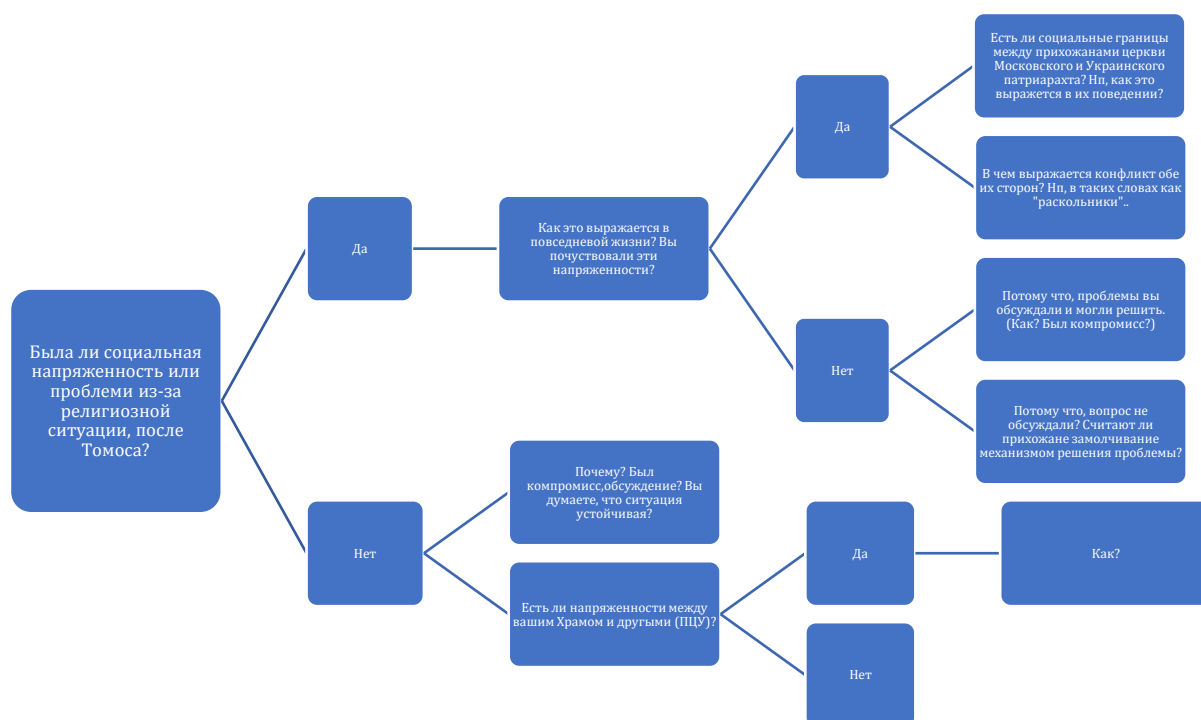 Была ли социальная
напряженность или
проблеми из-за
религиозной
ситуации, после
Томоса?
Да
Как это выражается в
повседневой жизни? Вы
почуствовали эти
напряженности?
Да
Есть ли социальные границы
между прихожанами церкви
Московского и Украинского
патриарахта? Нп, как это
выражется в их поведении?
В чем выражается конфликт обе
их сторон? Нп, в таких словах как
"раскольники"..
Нет
Потому что, проблемы вы
обсуждали и могли решить.
(Как? Был компромисс?)
Потому что, вопрос не
обсуждали? Считают ли
прихожане замолчивание
механизмом решения проблемы?
Нет
Почему? Был
компромисс,обсуждение? Вы
думаете, что ситуация
устойчивая?
Есть ли напряженности между
вашим Храмом и другыми (ПЦУ)?
Да
Как?
Нет